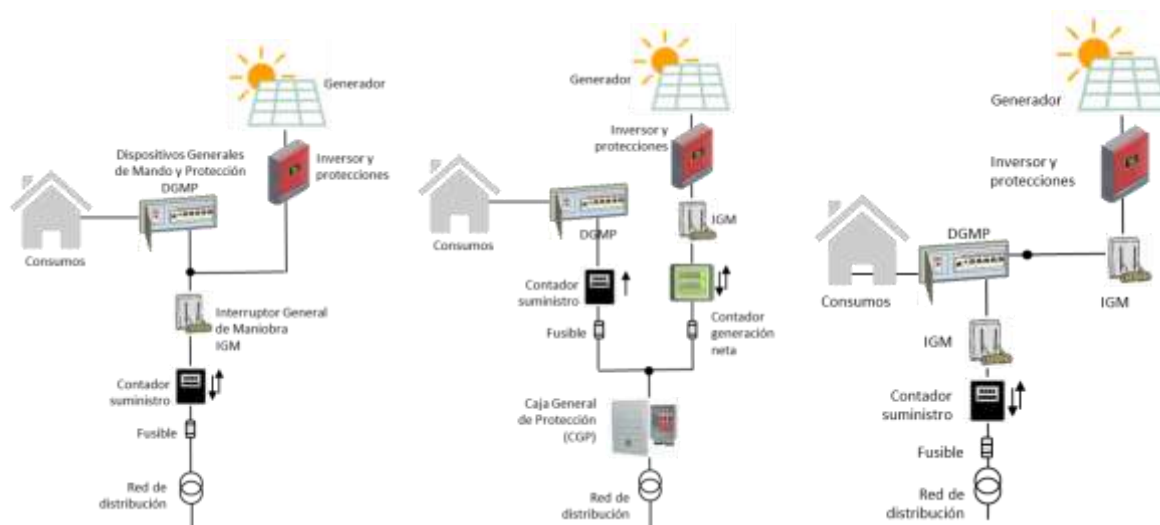 Generador
Dispositivos Generales
de Mando y Protección
DGMP
Inversor y
protecciones
Consumos
Interruptor General
de Maniobra
IGM
Contador
suministro
Fusible
Red de
distribución
Generador
Inversor y
protecciones
IGM
DGMP
Consumos
Contador
suministro
Fusible
Contador
generación
neta
Caja General
de Protección
(CGP)
Red de
distribución
Generador
Inversor y
protecciones
DGMP
Consumos
IGM
IGM
Contador
suministro
Fusible
Red de
distribución